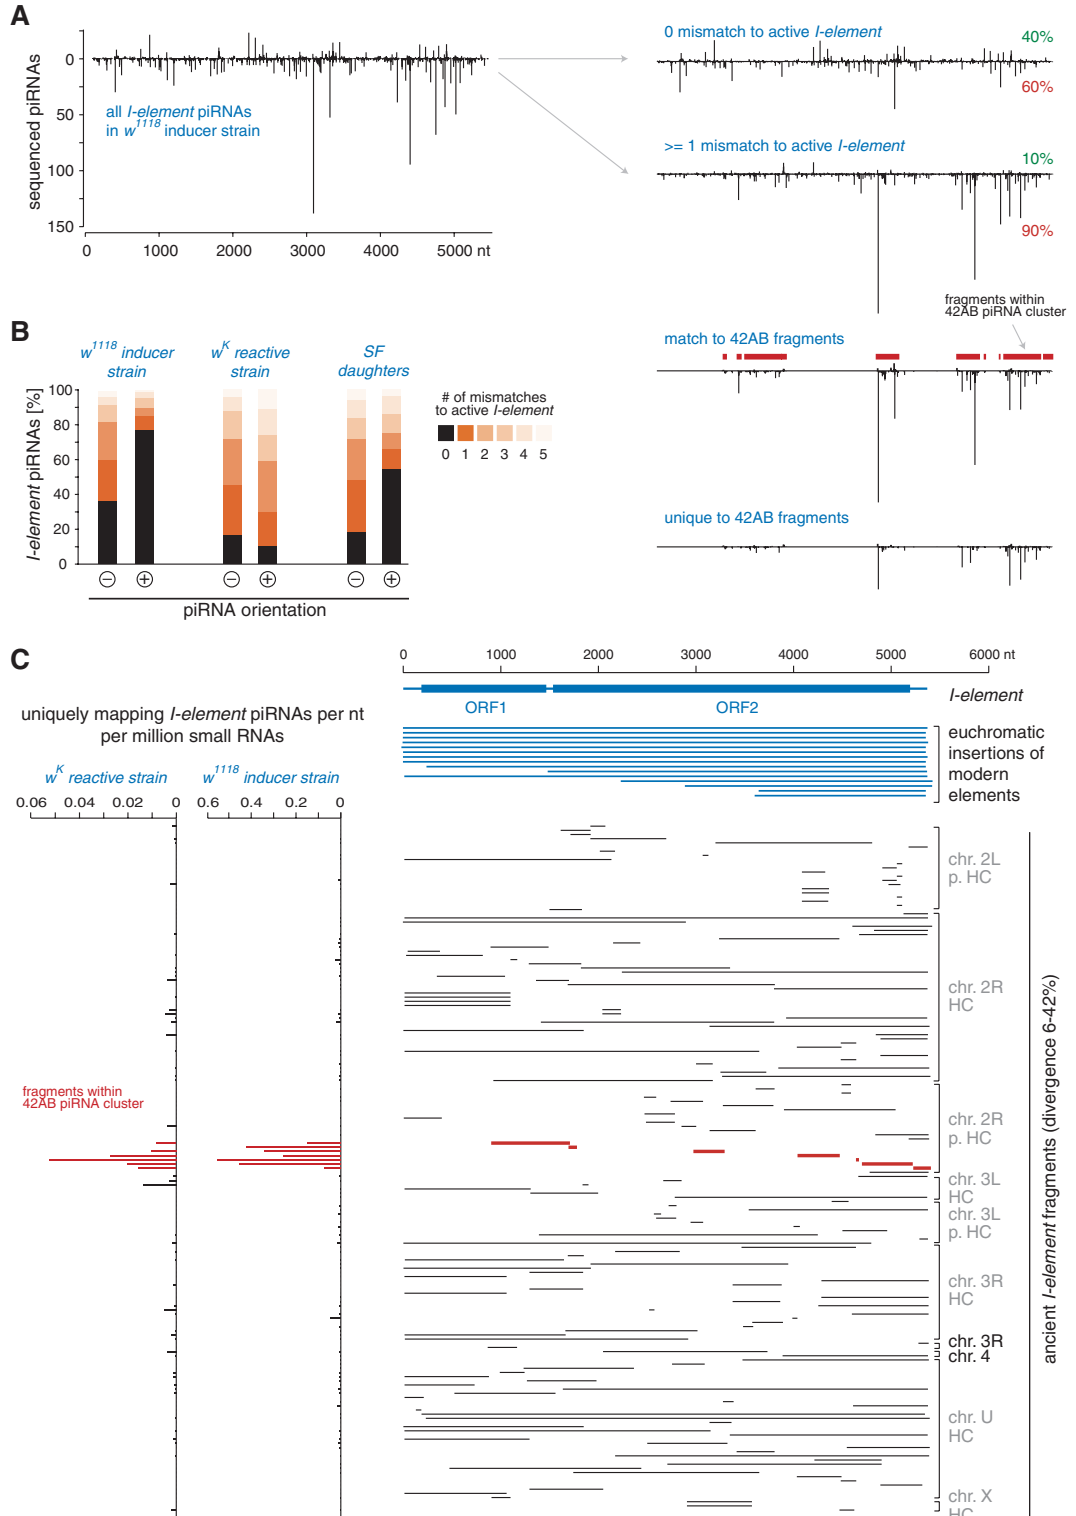 A
sequenced piRNAs
0
50
100
150
0 1000 2000 3000 4000 5000 nt
all I-element piRNAs
in w1118 inducer strain
0 mismatch to active I-element
40%
60%
>= 1 mismatch to active I-element
10%
90%
fragments within
42AB piRNA cluster
match to 42AB fragments
unique to 42AB fragments
B
w1118 inducer
strain
wK reactive
strain
SF
daughters
I-element piRNAs [%]
100
80
60
40
20
0
− + − + − +
piRNA orientation
# of mismatches
to active I-element
0 1 2 3 4 5
C
0 1000 2000 3000 4000 5000 6000 nt
I-element
ORF1 ORF2
uniquely mapping I-element piRNAs per nt
per million small RNAs
wK reactive strain w1118 inducer strain
0.06 0.04 0.02 0 0.6 0.4 0.2 0
euchromatic
insertions of
modern
elements
fragments within
42AB piRNA cluster
chr. 2L
p. HC
chr. 2R
HC
chr. 2R
p. HC
chr. 3L
HC
chr. 3L
p. HC
chr. 3R
HC
chr. 3R
chr. 4
chr. U
HC
chr. X
HC
ancient I-element fragments (divergence 6-42%)